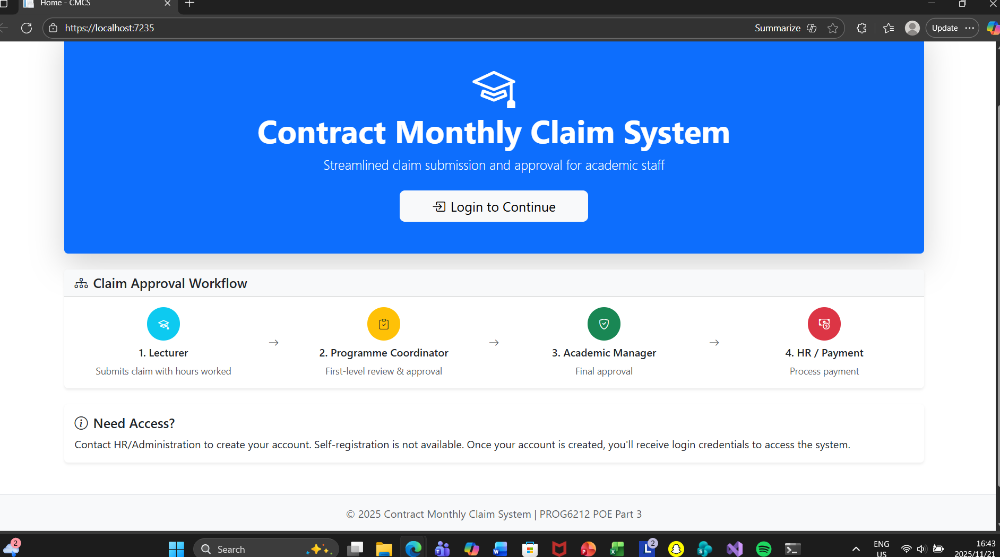 Home - CMCS
https://localhost:7235
Summarize
Update
Contract Monthly Claim System
Streamlined claim submission and approval for academic staff
Login to Continue
Claim Approval Workflow
1. Lecturer
Submits claim with hours worked
2. Programme Coordinator
First-level review & approval
3. Academic Manager
Final approval
4. HR / Payment
Process payment
Need Access?
Contact HR/Administration to create your account. Self-registration is not available. Once your account is created, you'll receive login credentials to access the system.
© 2025 Contract Monthly Claim System | PROG6212 POE Part 3
2
Search
2
ENG
US
16:43
2025/11/21